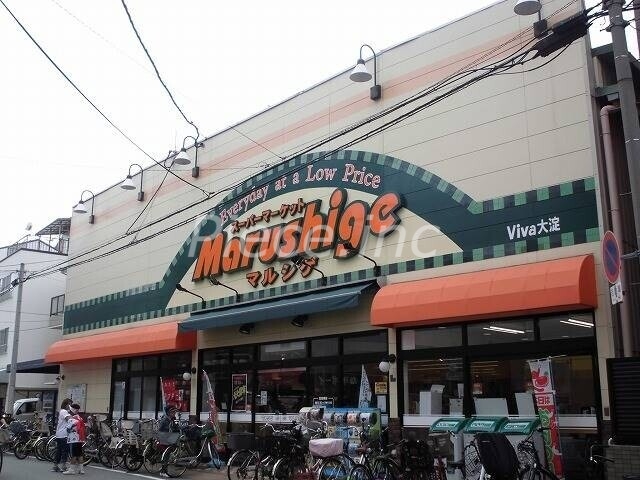 Everyday at a Low Price
スーパーマーケット
Marushige
マルシゲ
Viva大淀